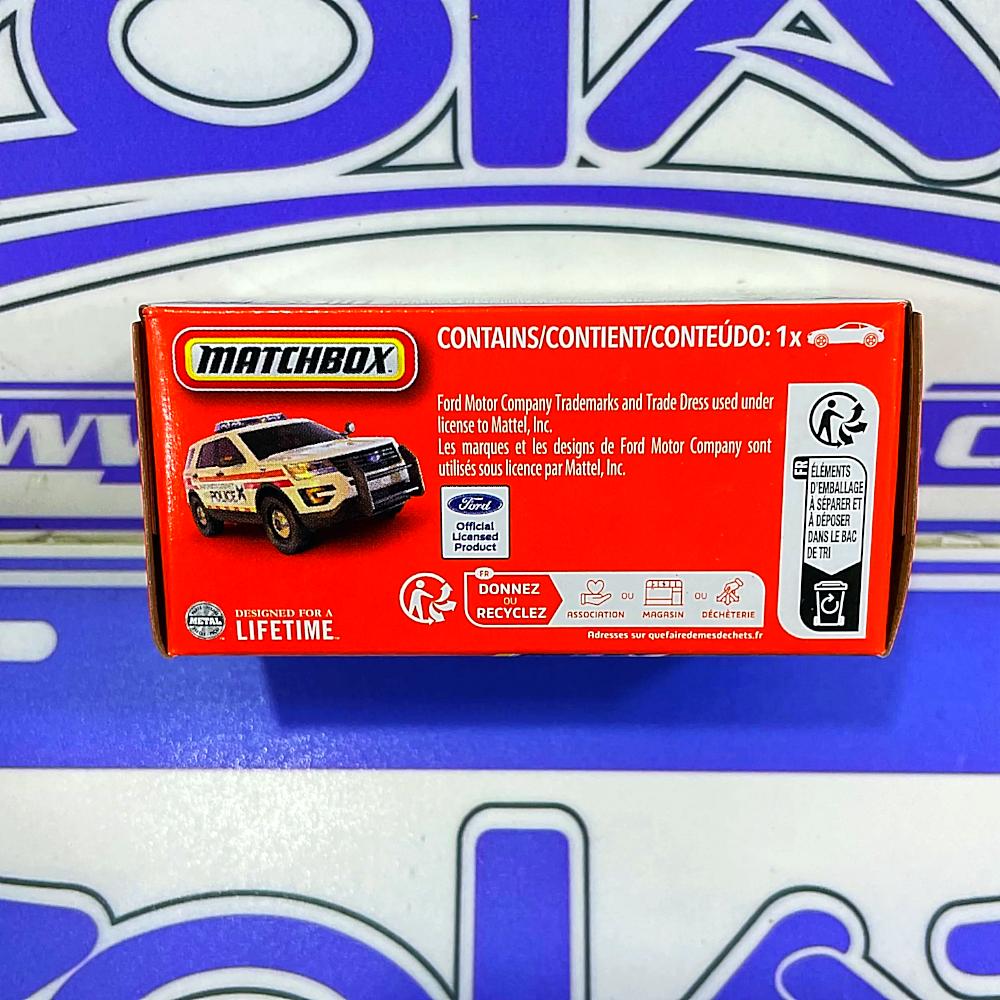 MATCHBOX
CONTAINS/CONTIENT/CONTEÚDO: 1x
Ford Motor Company Trademarks and Trade Dress used under
license to Mattel, Inc.
Les marques et les designs de Ford Motor Company sont
utilisés sous licence par Mattel, Inc.
POLICE
Ford
Official
Licensed
Product
FR
ÉLÉMENTS
D'EMBALLAGE
À SÉPARER ET
À DÉPOSER
DANS LE BAC
DE TRI
FR
DONNEZ
OU
RECYCLEZ
ASSOCIATION OU MAGASIN OU DÉCHÈTERIE
Adresses sur quefairedemesdechets.fr
METAL
DESIGNED FOR A
LIFETIME™